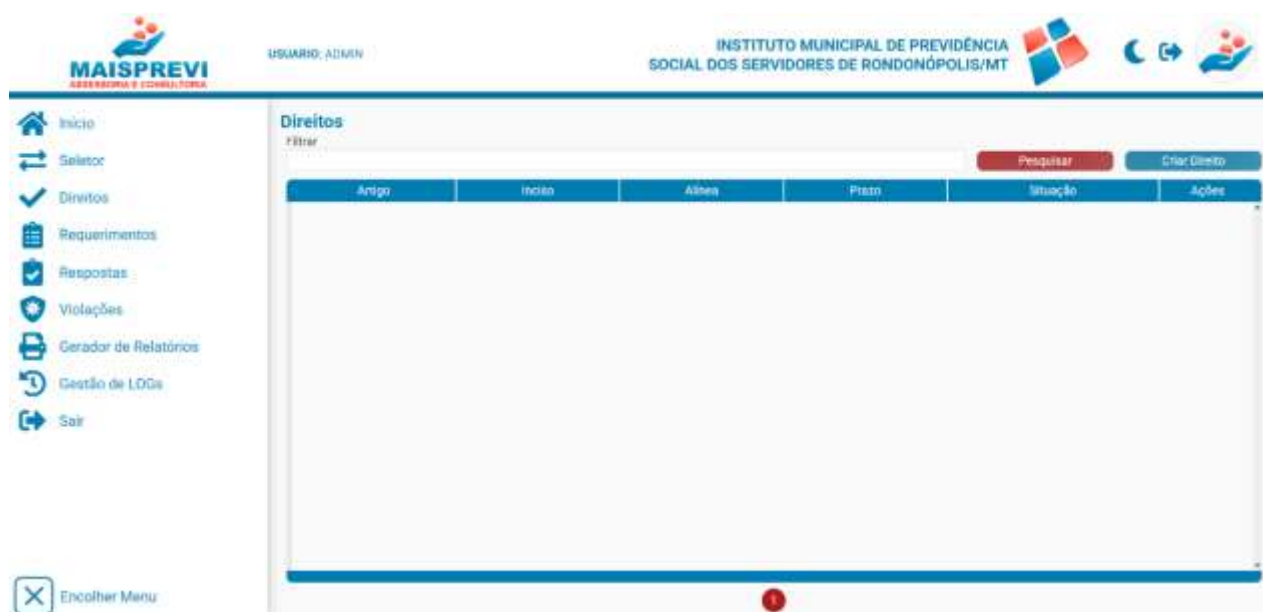 MAISPREVI
ASSESSORIA E CONSULTORIA
USUARIO: ADMIN
INSTITUTO MUNICIPAL DE PREVIDÊNCIA
SOCIAL DOS SERVIDORES DE RONDONÓPOLIS/MT
Início
Seletor
Direitos
Requerimentos
Respostas
Violações
Gerador de Relatórios
Gestão de LOGs
Sair
Encolher Menu
Direitos
Filtrar
Pesquisar
Criar Direito
Artigo Inciso Alínea Prazo Situação Ações
1